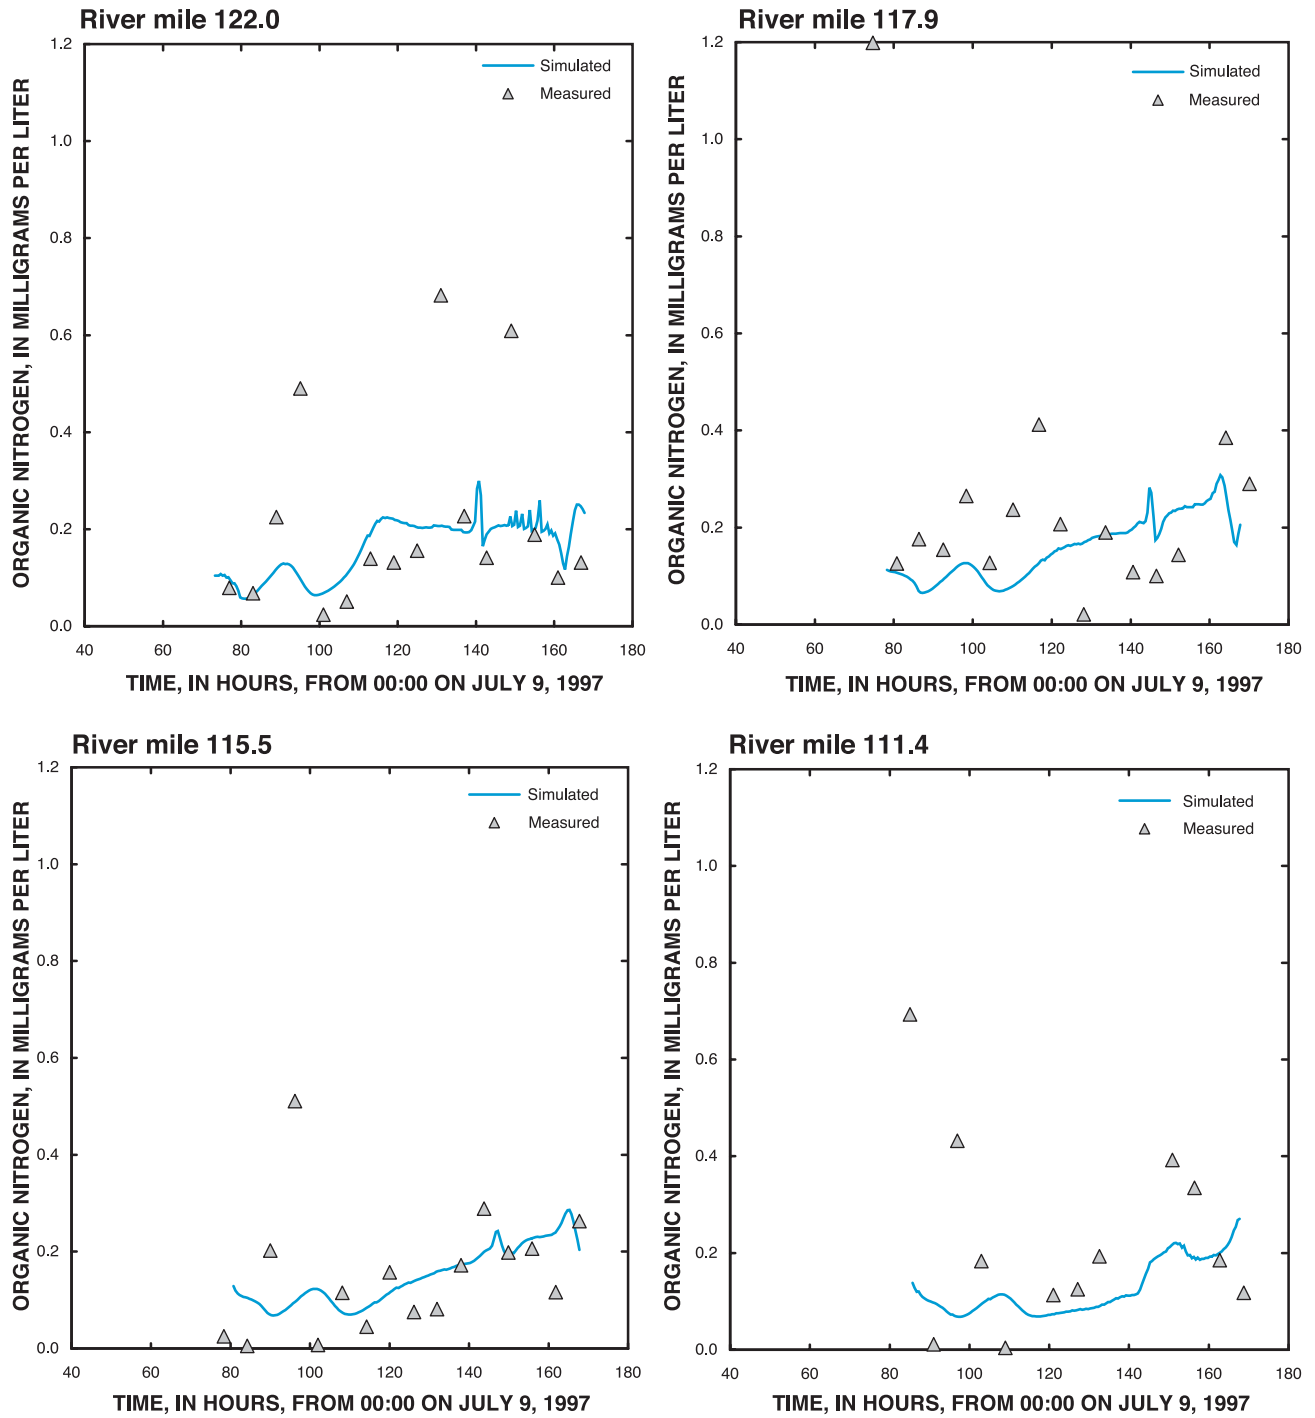 River mile 122.0
ORGANIC NITROGEN, IN MILLIGRAMS PER LITER
1.2
1.0
0.8
0.6
0.4
0.2
0.0
Simulated
Measured
40 60 80 100 120 140 160 180
TIME, IN HOURS, FROM 00:00 ON JULY 9, 1997
River mile 117.9
ORGANIC NITROGEN, IN MILLIGRAMS PER LITER
1.2
1.0
0.8
0.6
0.4
0.2
0.0
Simulated
Measured
40 60 80 100 120 140 160 180
TIME, IN HOURS, FROM 00:00 ON JULY 9, 1997
River mile 115.5
ORGANIC NITROGEN, IN MILLIGRAMS PER LITER
1.2
1.0
0.8
0.6
0.4
0.2
0.0
Simulated
Measured
40 60 80 100 120 140 160 180
TIME, IN HOURS, FROM 00:00 ON JULY 9, 1997
River mile 111.4
ORGANIC NITROGEN, IN MILLIGRAMS PER LITER
1.2
1.0
0.8
0.6
0.4
0.2
0.0
Simulated
Measured
40 60 80 100 120 140 160 180
TIME, IN HOURS, FROM 00:00 ON JULY 9, 1997